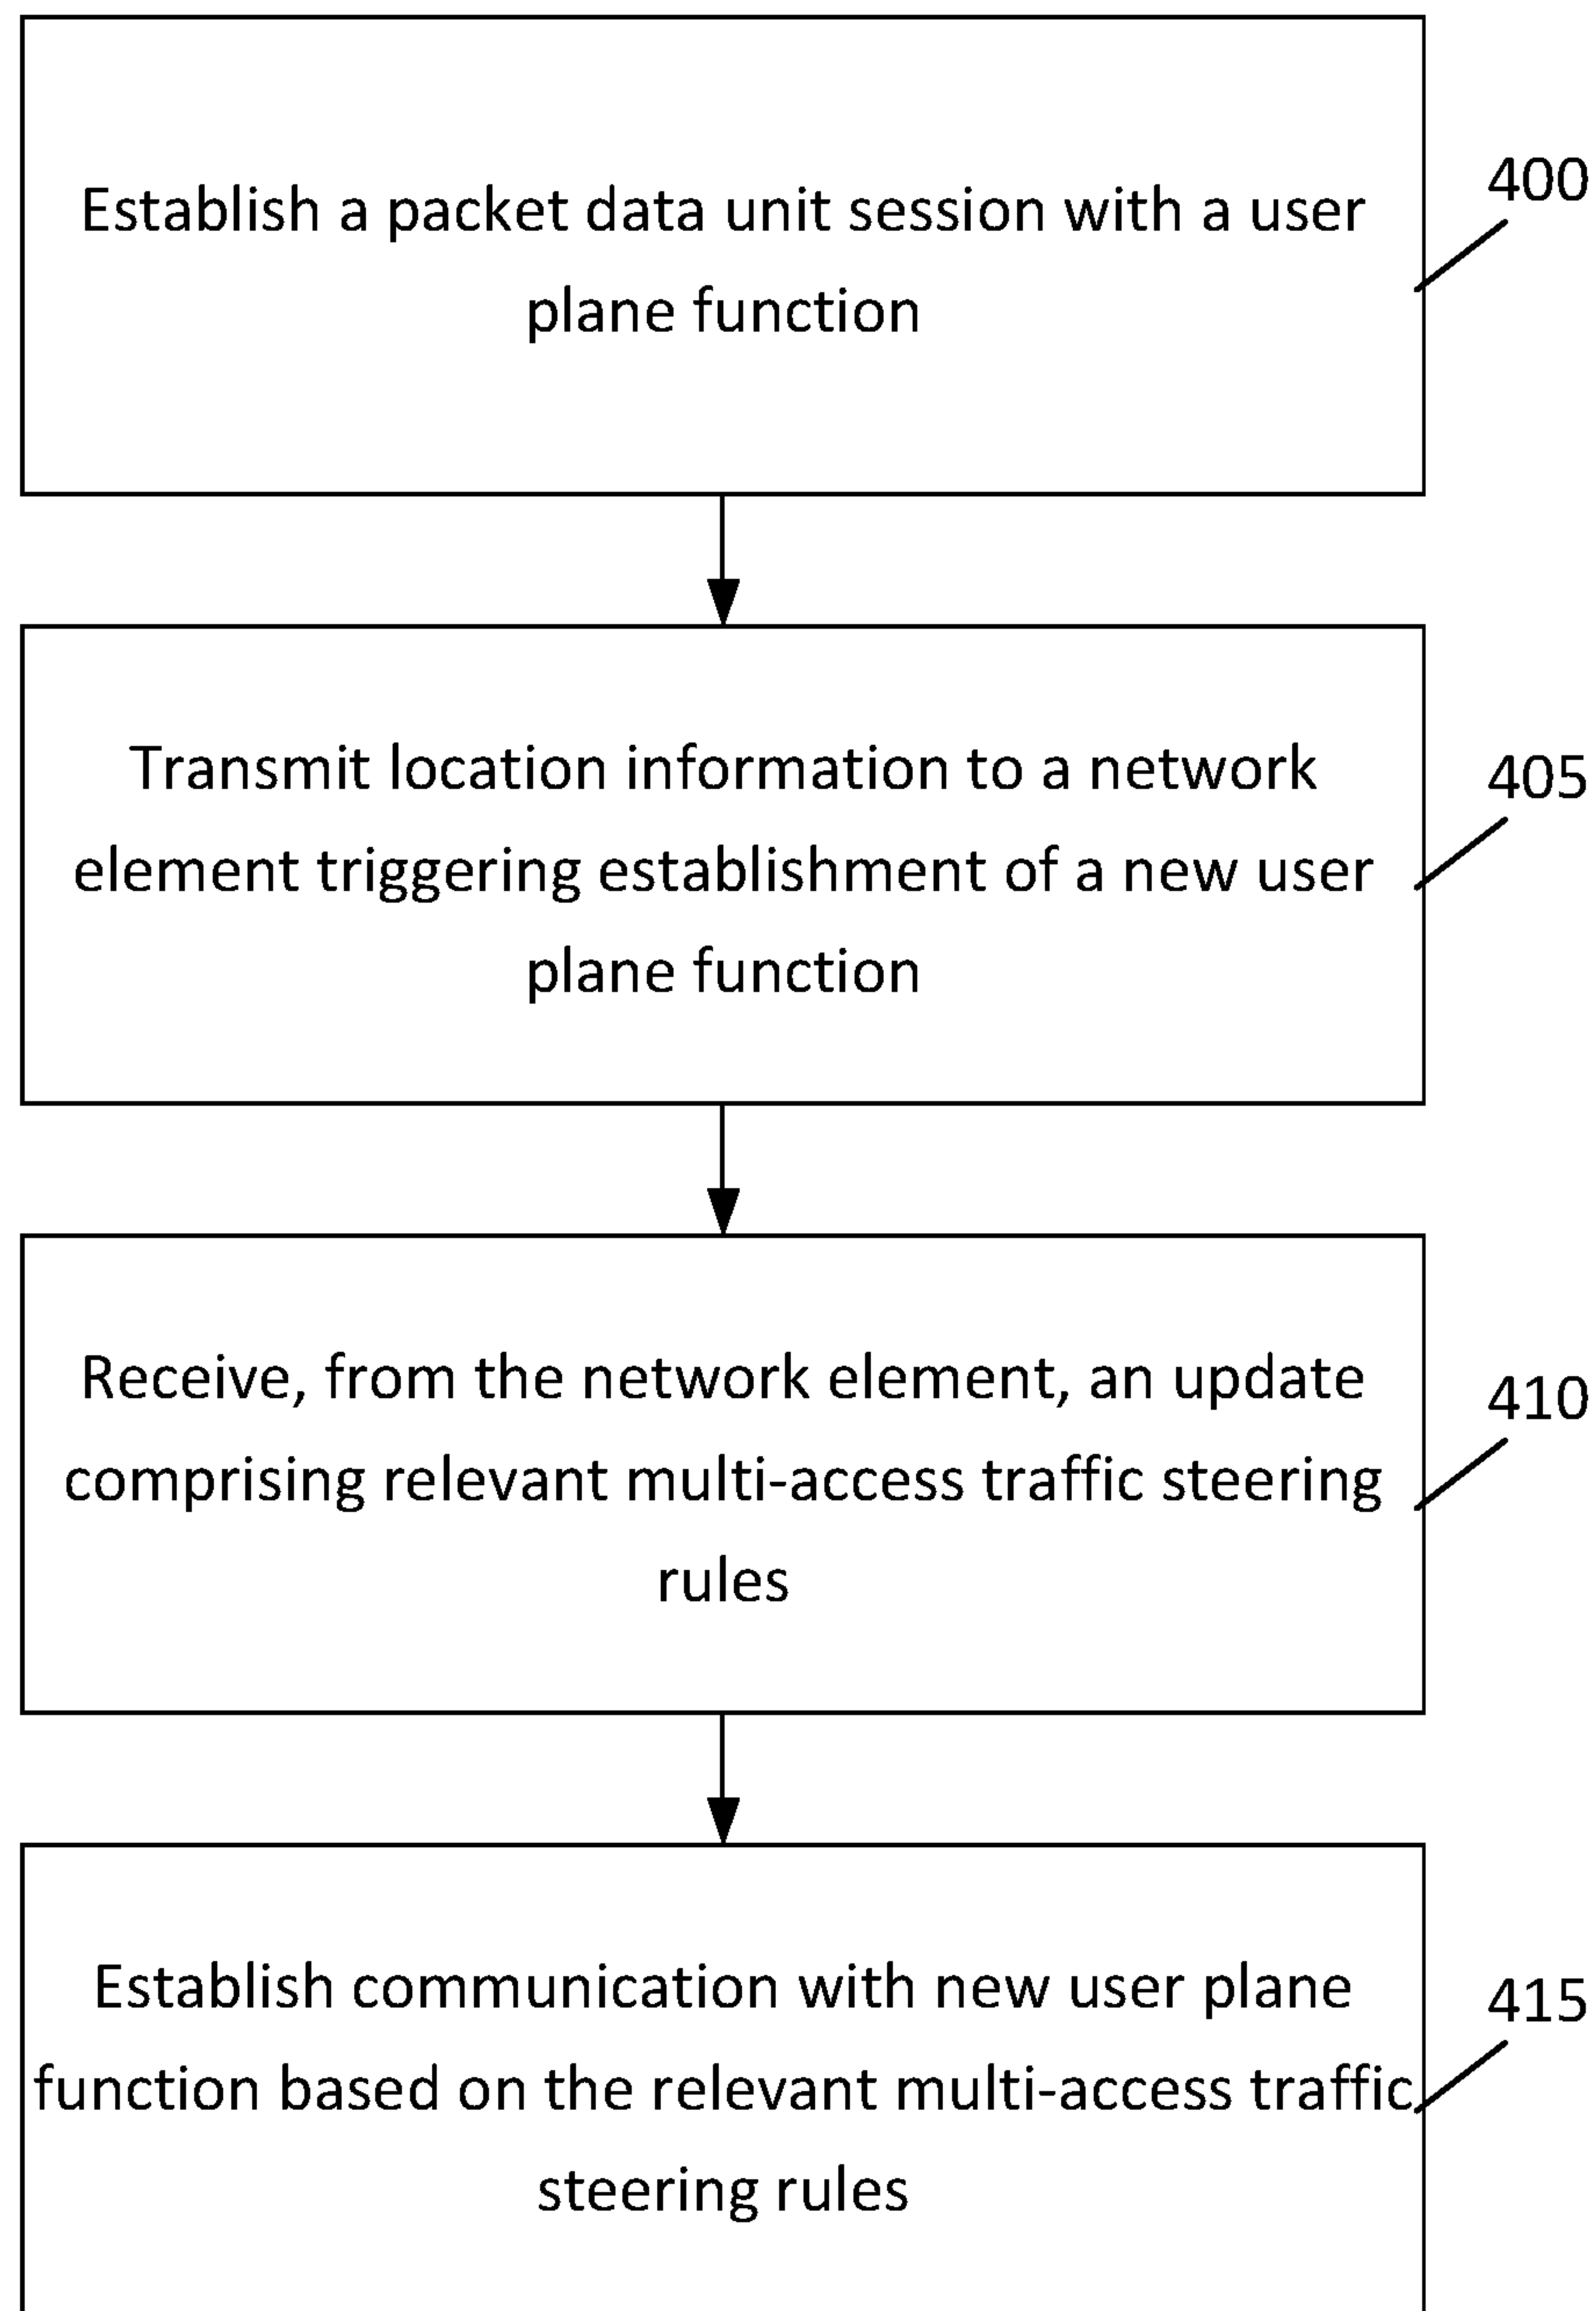 Establish a packet data unit session with a user
plane function
400
Transmit location information to a network
element triggering establishment of a new user
plane function
405
Receive, from the network element, an update
comprising relevant multi-access traffic steering
rules
410
Establish communication with new user plane
function based on the relevant multi-access traffic
steering rules
415